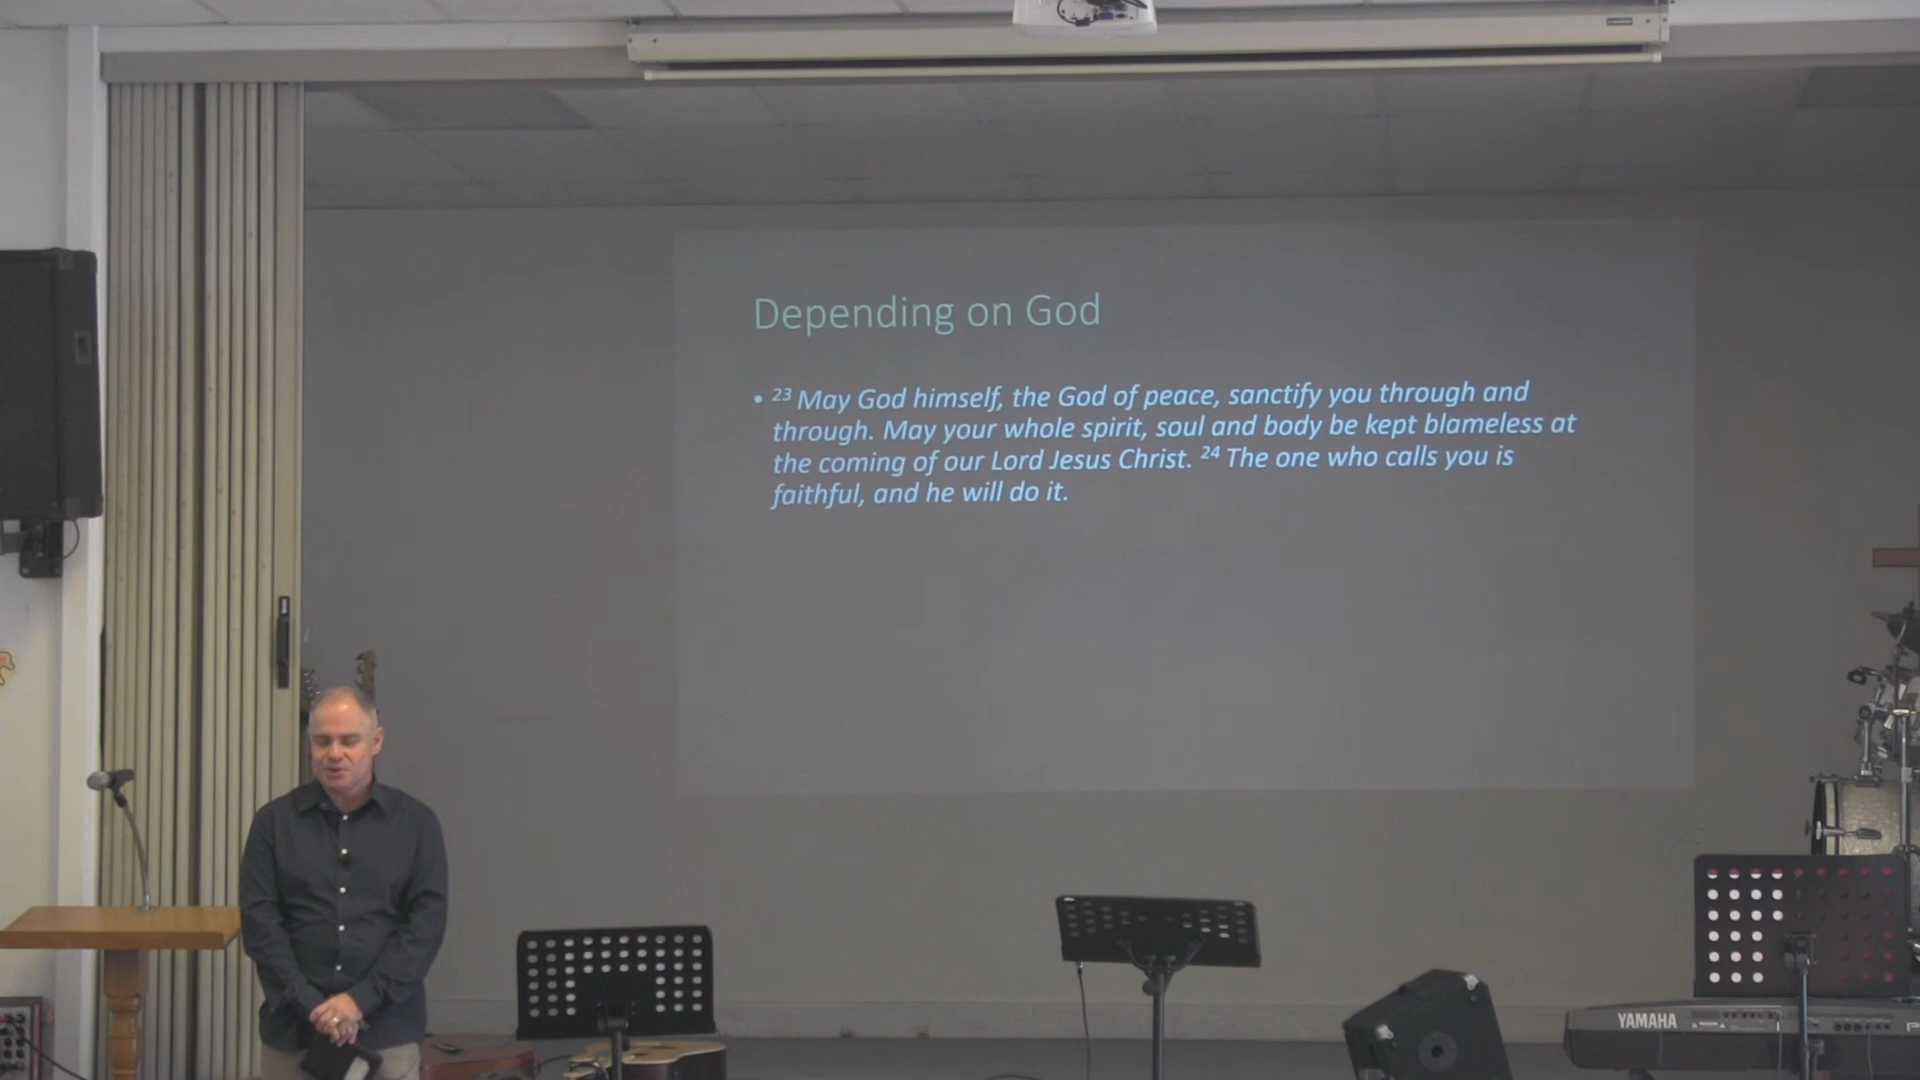 Depending on God
• 23 May God himself, the God of peace, sanctify you through and
through. May your whole spirit, soul and body be kept blameless at
the coming of our Lord Jesus Christ. 24 The one who calls you is
faithful, and he will do it.
YAMAHA